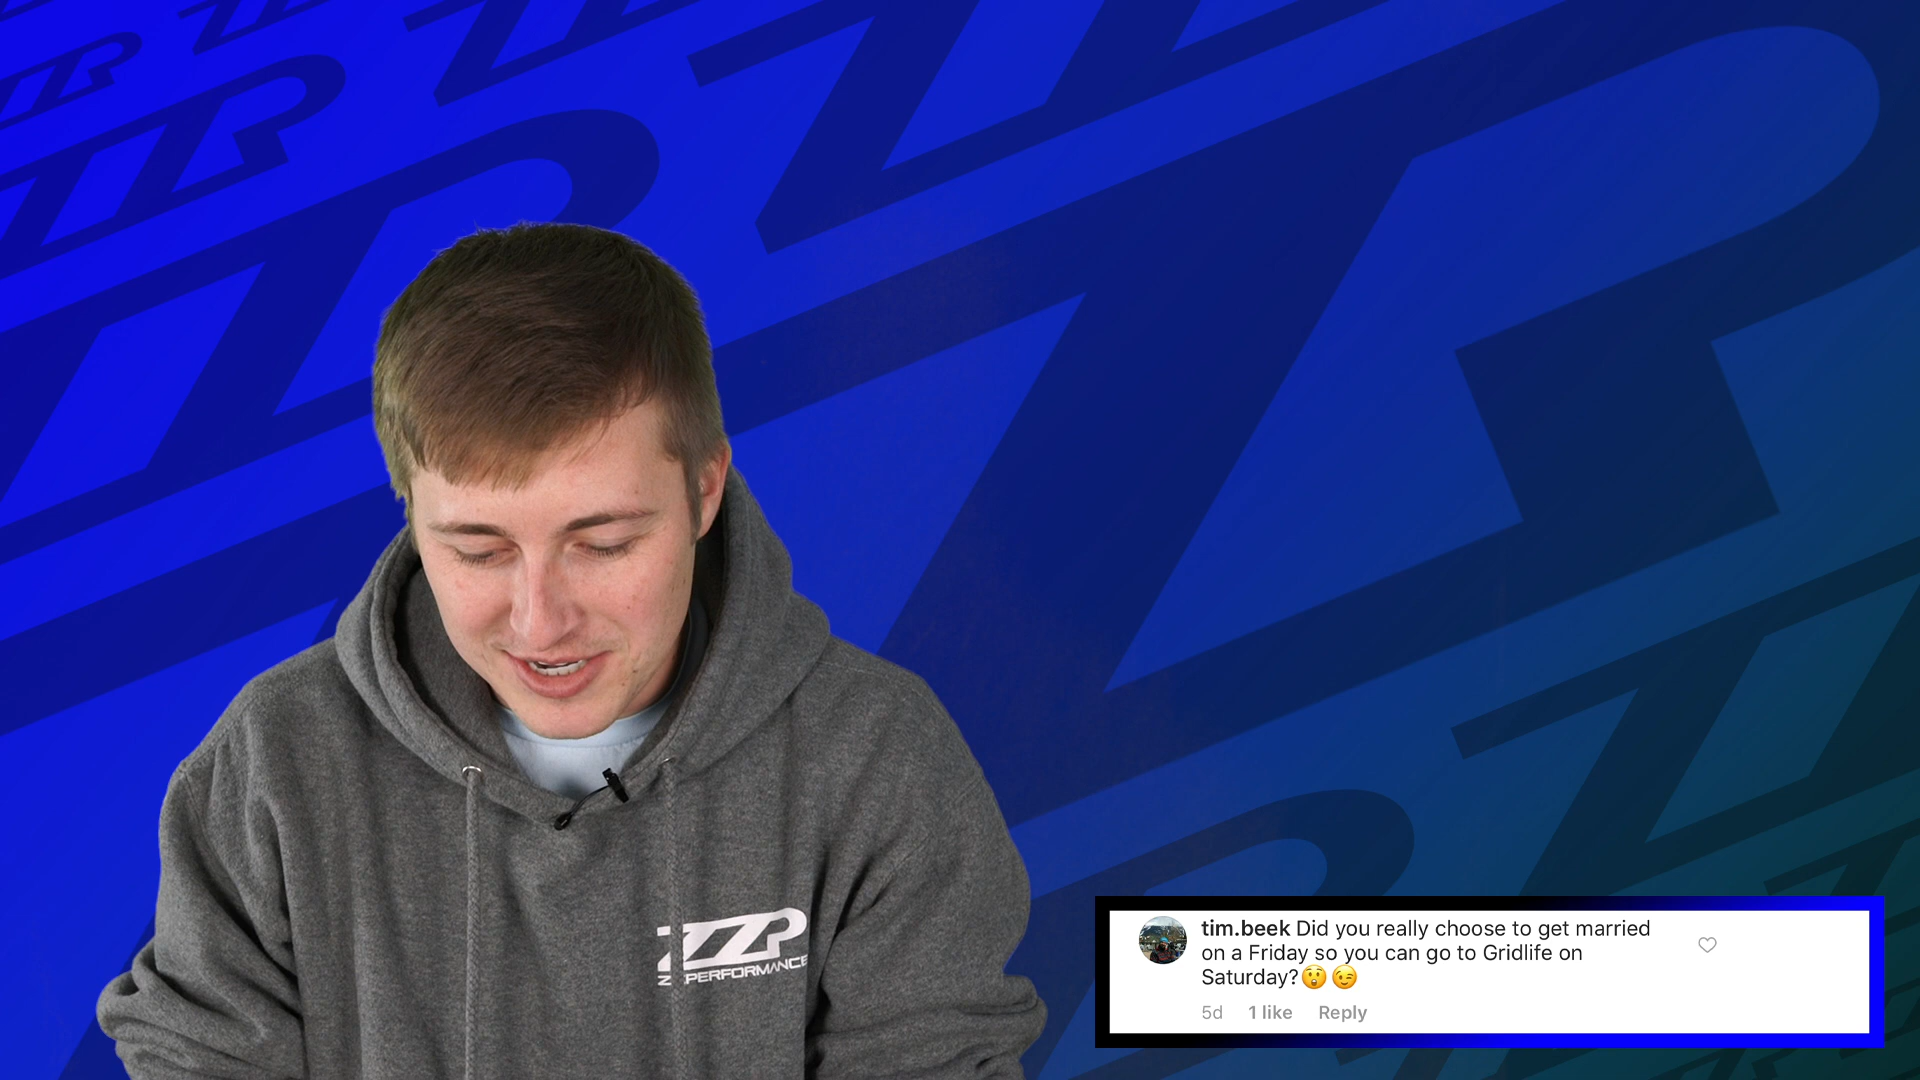 ZZP
ZZPERFORMANCE
tim.beek Did you really choose to get married
on a Friday so you can go to Gridlife on
Saturday?😲😉
5d 1 like Reply